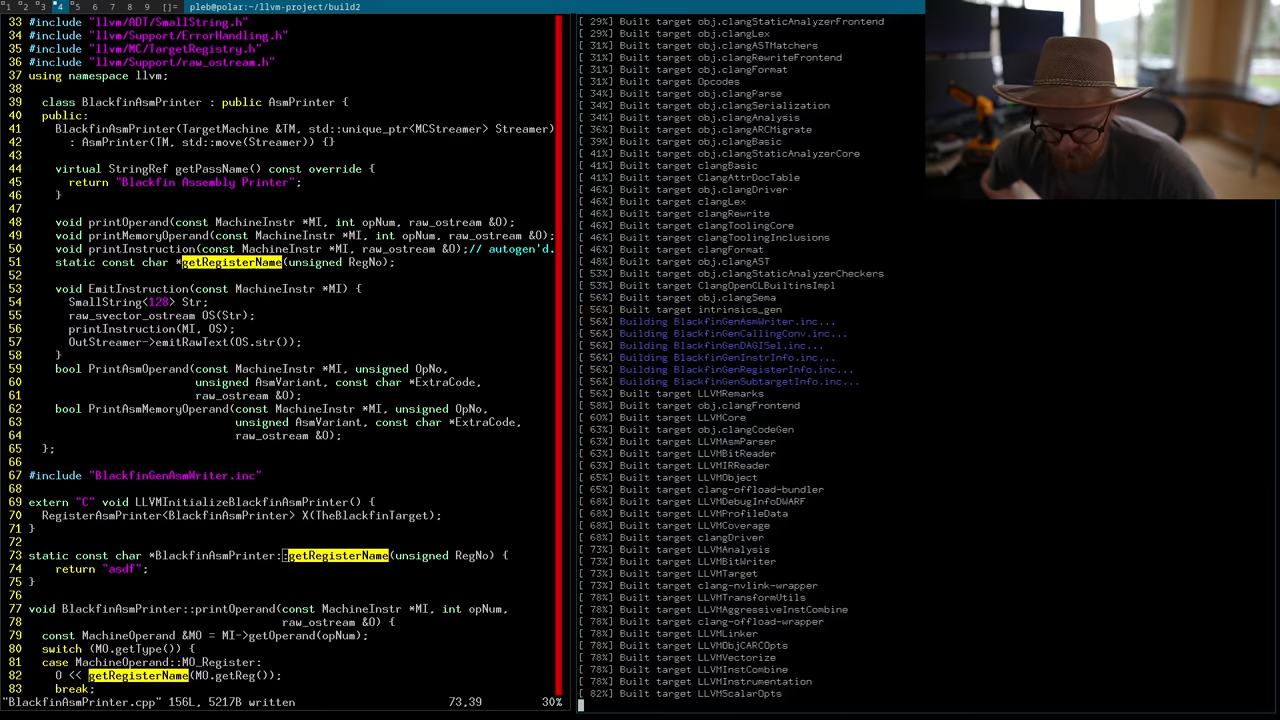 1 2 3 4 5 6 7 8 9 []= pleb@polar:~/llvm-project/build2
33 #include "llvm/ADT/SmallString.h"
34 #include "llvm/Support/ErrorHandling.h"
35 #include "llvm/MC/TargetRegistry.h"
36 #include "llvm/Support/raw_ostream.h"
37 using namespace llvm;
38
39   class BlackfinAsmPrinter : public AsmPrinter {
40   public:
41     BlackfinAsmPrinter(TargetMachine &TM, std::unique_ptr<MCStreamer> Streamer)
42       : AsmPrinter(TM, std::move(Streamer)) {}
43
44     virtual StringRef getPassName() const override {
45       return "Blackfin Assembly Printer";
46     }
47
48     void printOperand(const MachineInstr *MI, int opNum, raw_ostream &O);
49     void printMemoryOperand(const MachineInstr *MI, int opNum, raw_ostream &O);
50     void printInstruction(const MachineInstr *MI, raw_ostream &O);// autogen'd.
51     static const char *getRegisterName(unsigned RegNo);
52
53     void EmitInstruction(const MachineInstr *MI) {
54       SmallString<128> Str;
55       raw_svector_ostream OS(Str);
56       printInstruction(MI, OS);
57       OutStreamer->emitRawText(OS.str());
58     }
59     bool PrintAsmOperand(const MachineInstr *MI, unsigned OpNo,
60                          unsigned AsmVariant, const char *ExtraCode,
61                          raw_ostream &O);
62     bool PrintAsmMemoryOperand(const MachineInstr *MI, unsigned OpNo,
63                                unsigned AsmVariant, const char *ExtraCode,
64                                raw_ostream &O);
65   };
66
67 #include "BlackfinGenAsmWriter.inc"
68
69 extern "C" void LLVMInitializeBlackfinAsmPrinter() {
70   RegisterAsmPrinter<BlackfinAsmPrinter> X(TheBlackfinTarget);
71 }
72
73 static const char *BlackfinAsmPrinter::getRegisterName(unsigned RegNo) {
74   return "asdf";
75 }
76
77 void BlackfinAsmPrinter::printOperand(const MachineInstr *MI, int opNum,
78                                       raw_ostream &O) {
79   const MachineOperand &MO = MI->getOperand(opNum);
80   switch (MO.getType()) {
81   case MachineOperand::MO_Register:
82     O << getRegisterName(MO.getReg());
83     break;
"BlackfinAsmPrinter.cpp" 156L, 5217B written 73,39 30%
[ 29%] Built target obj.clangStaticAnalyzerFrontend
[ 29%] Built target obj.clangLex
[ 31%] Built target obj.clangASTMatchers
[ 31%] Built target obj.clangRewriteFrontend
[ 31%] Built target obj.clangFormat
[ 31%] Built target Opcodes
[ 34%] Built target obj.clangParse
[ 34%] Built target obj.clangSerialization
[ 34%] Built target obj.clangAnalysis
[ 36%] Built target obj.clangARCMigrate
[ 39%] Built target obj.clangBasic
[ 41%] Built target obj.clangStaticAnalyzerCore
[ 41%] Built target clangBasic
[ 41%] Built target ClangAttrDocTable
[ 46%] Built target obj.clangDriver
[ 46%] Built target clangLex
[ 46%] Built target clangRewrite
[ 46%] Built target clangToolingCore
[ 46%] Built target clangToolingInclusions
[ 46%] Built target clangFormat
[ 48%] Built target obj.clangAST
[ 53%] Built target obj.clangStaticAnalyzerCheckers
[ 53%] Built target ClangOpenCLBuiltinsImpl
[ 56%] Built target obj.clangSema
[ 56%] Built target intrinsics_gen
[ 56%] Building BlackfinGenAsmWriter.inc...
[ 56%] Building BlackfinGenCallingConv.inc...
[ 56%] Building BlackfinGenDAGISel.inc...
[ 56%] Building BlackfinGenInstrInfo.inc...
[ 56%] Building BlackfinGenRegisterInfo.inc...
[ 56%] Building BlackfinGenSubtargetInfo.inc...
[ 56%] Built target LLVMRemarks
[ 58%] Built target obj.clangFrontend
[ 60%] Built target LLVMCore
[ 63%] Built target obj.clangCodeGen
[ 63%] Built target LLVMAsmParser
[ 63%] Built target LLVMBitReader
[ 63%] Built target LLVMIRReader
[ 65%] Built target LLVMObject
[ 65%] Built target clang-offload-bundler
[ 68%] Built target LLVMDebugInfoDWARF
[ 68%] Built target LLVMProfileData
[ 68%] Built target LLVMCoverage
[ 68%] Built target clangDriver
[ 73%] Built target LLVMAnalysis
[ 73%] Built target LLVMBitWriter
[ 73%] Built target LLVMTarget
[ 73%] Built target clang-nvlink-wrapper
[ 78%] Built target LLVMTransformUtils
[ 78%] Built target LLVMAggressiveInstCombine
[ 78%] Built target clang-offload-wrapper
[ 78%] Built target LLVMLinker
[ 78%] Built target LLVMObjCARCOpts
[ 78%] Built target LLVMVectorize
[ 78%] Built target LLVMInstCombine
[ 78%] Built target LLVMInstrumentation
[ 82%] Built target LLVMScalarOpts